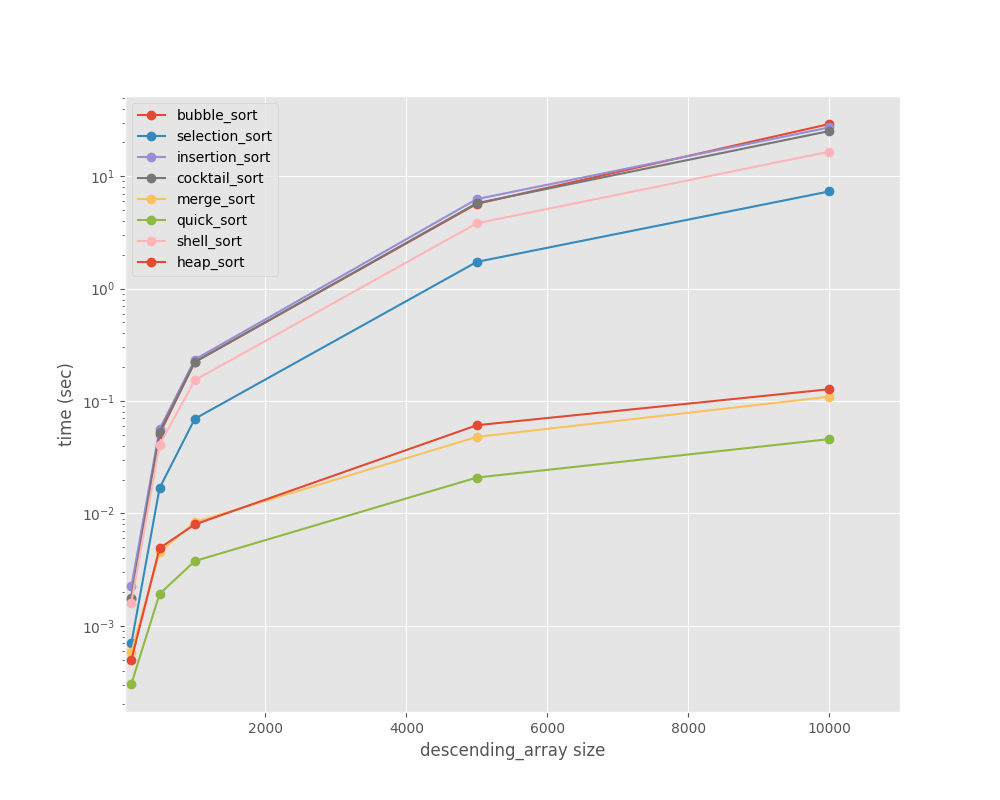 bubble_sort
selection_sort
insertion_sort
cocktail_sort
merge_sort
quick_sort
shell_sort
heap_sort
10¹
10⁰
10⁻¹
10⁻²
10⁻³
time (sec)
2000 4000 6000 8000 10000
descending_array size